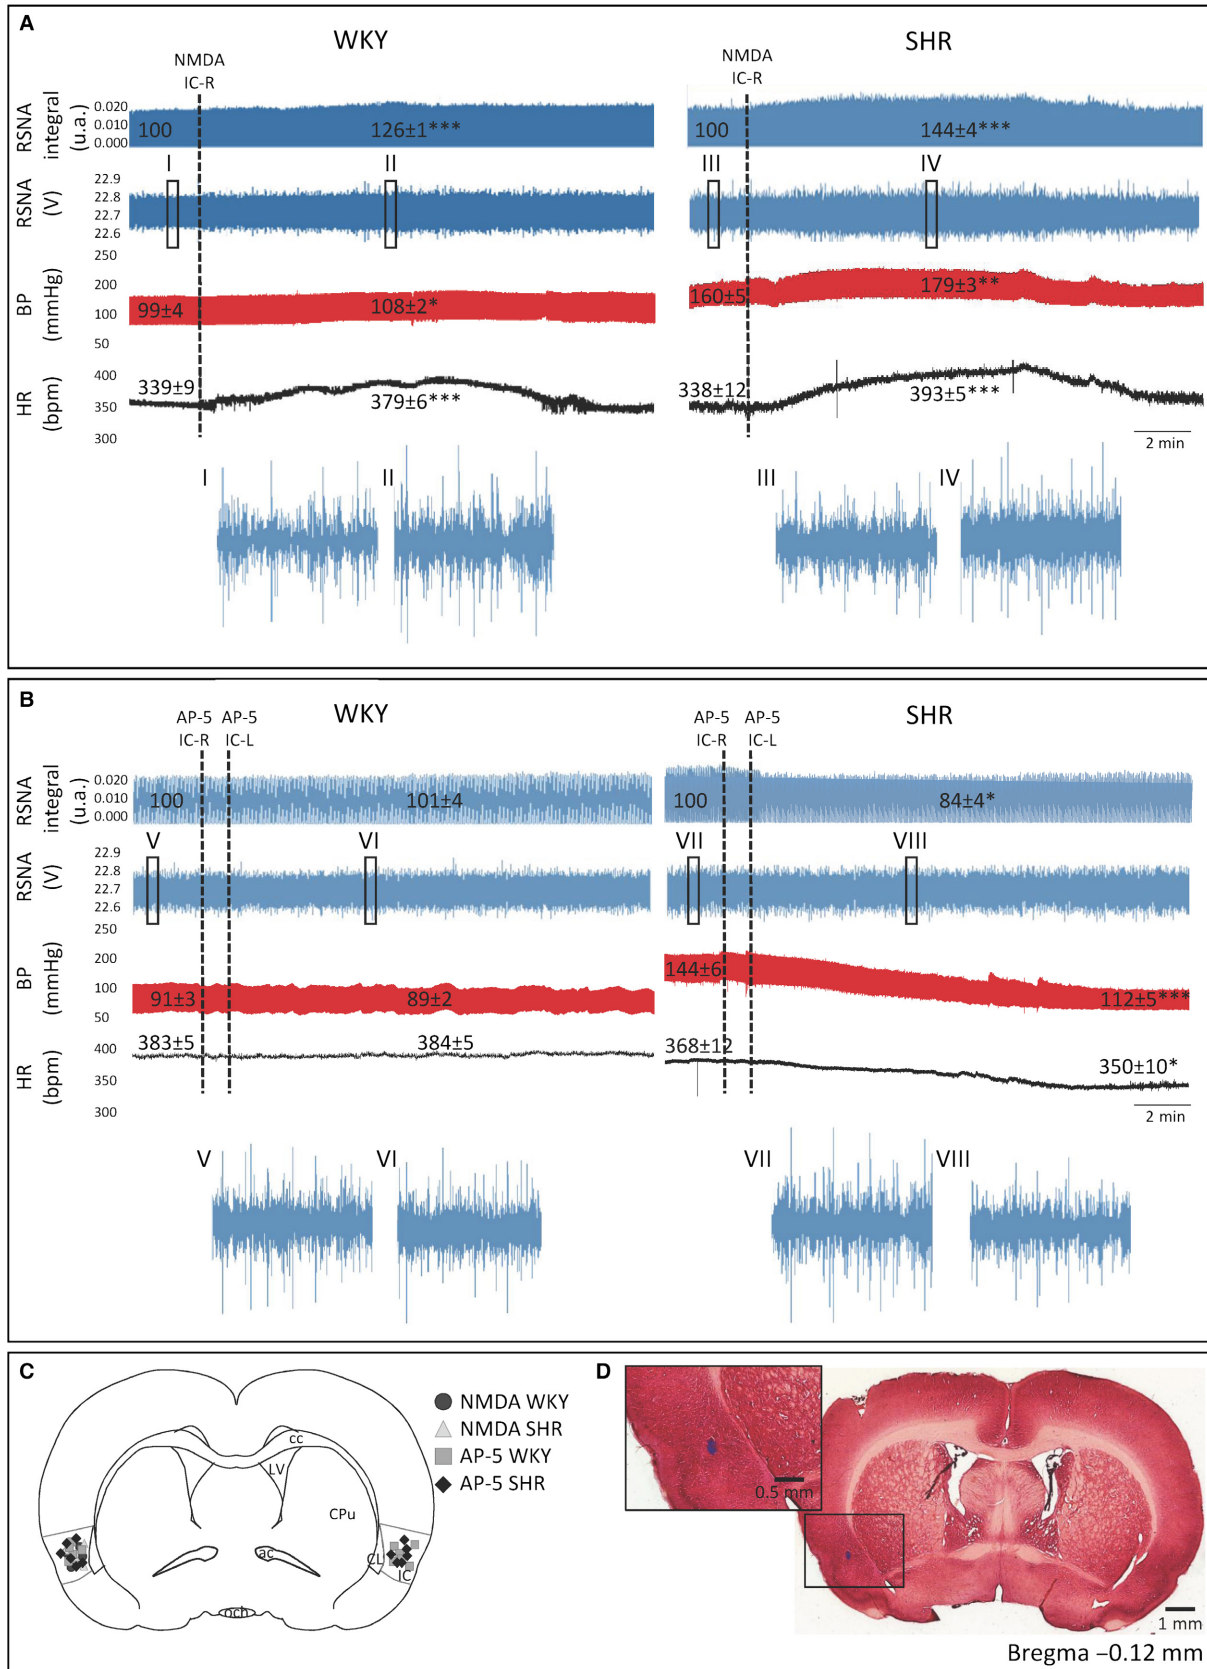 A
WKY
SHR
NMDA
IC-R
NMDA
IC-R
RSNA
integral
(u.a.)
0.020
0.010
0.000
100
126±1***
100
144±4***
I
II
III
IV
RSNA
(V)
22.9
22.8
22.7
22.6
BP
(mmHg)
250
200
100
50
99±4
108±2*
160±5
179±3**
HR
(bpm)
400
350
300
339±9
379±6***
338±12
393±5***
2 min
I
II
III
IV
B
WKY
SHR
AP-5
IC-R
AP-5
IC-L
AP-5
IC-R
AP-5
IC-L
RSNA
integral
(u.a.)
0.020
0.010
0.000
100
101±4
100
84±4*
V
VI
VII
VIII
RSNA
(V)
22.9
22.8
22.7
22.6
BP
(mmHg)
250
200
100
50
91±3
89±2
144±6
112±5***
HR
(bpm)
400
350
300
383±5
384±5
368±12
350±10*
2 min
V
VI
VII
VIII
C
NMDA WKY
NMDA SHR
AP-5 WKY
AP-5 SHR
cc
LV
CPu
ac
CL
IC
och
D
0.5 mm
1 mm
Bregma −0.12 mm